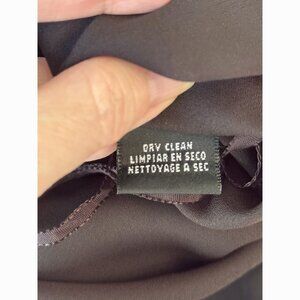 DRY CLEAN
LIMPIAR EN SECO
NETTOYAGE A SEC